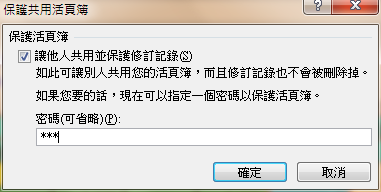 保護共用活頁簿
?
保護活頁簿
讓他人共用並保護修訂記錄(S)
如此可讓別人共用您的活頁簿，而且修訂記錄也不會被刪除掉。
如果您要的話，現在可以指定一個密碼以保護活頁簿。
密碼(可省略)(P):
***
確定 取消